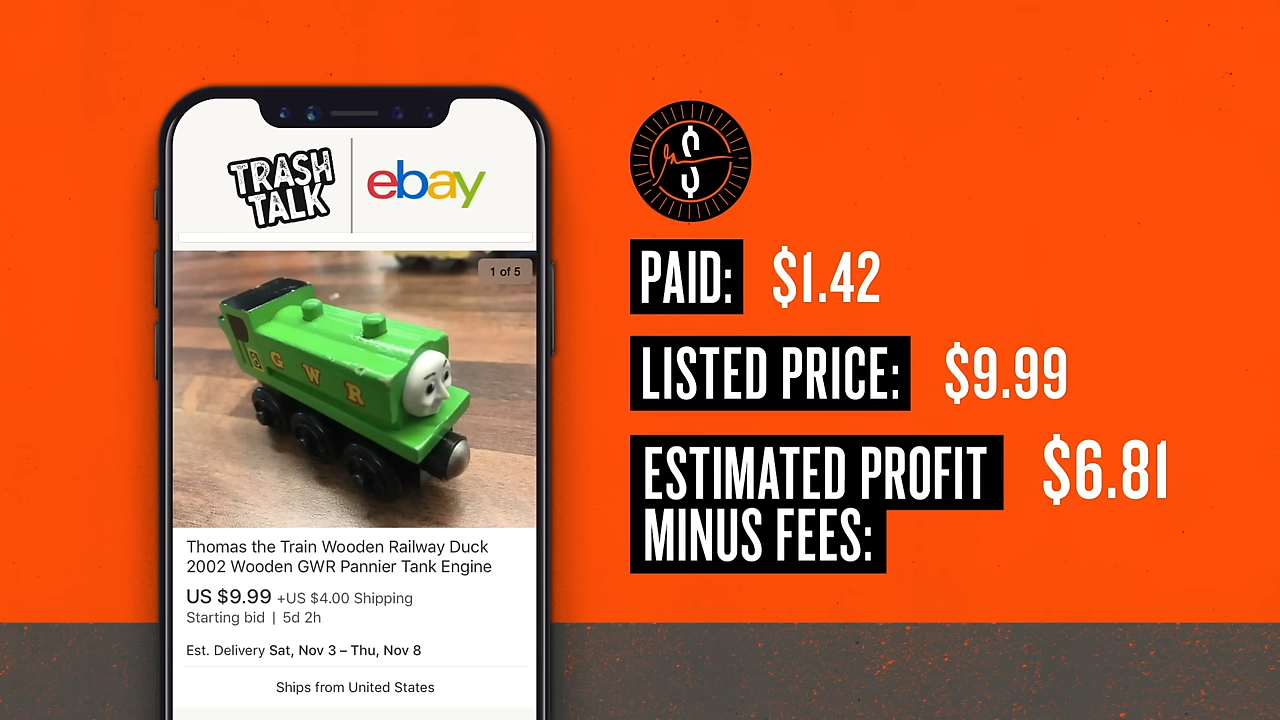 TRASH
TALK
ebay
1 of 5
8 G W R
Thomas the Train Wooden Railway Duck
2002 Wooden GWR Pannier Tank Engine
US $9.99 +US $4.00 Shipping
Starting bid | 5d 2h
Est. Delivery Sat, Nov 3 – Thu, Nov 8
Ships from United States
PAID: $1.42
LISTED PRICE: $9.99
ESTIMATED PROFIT $6.81
MINUS FEES: